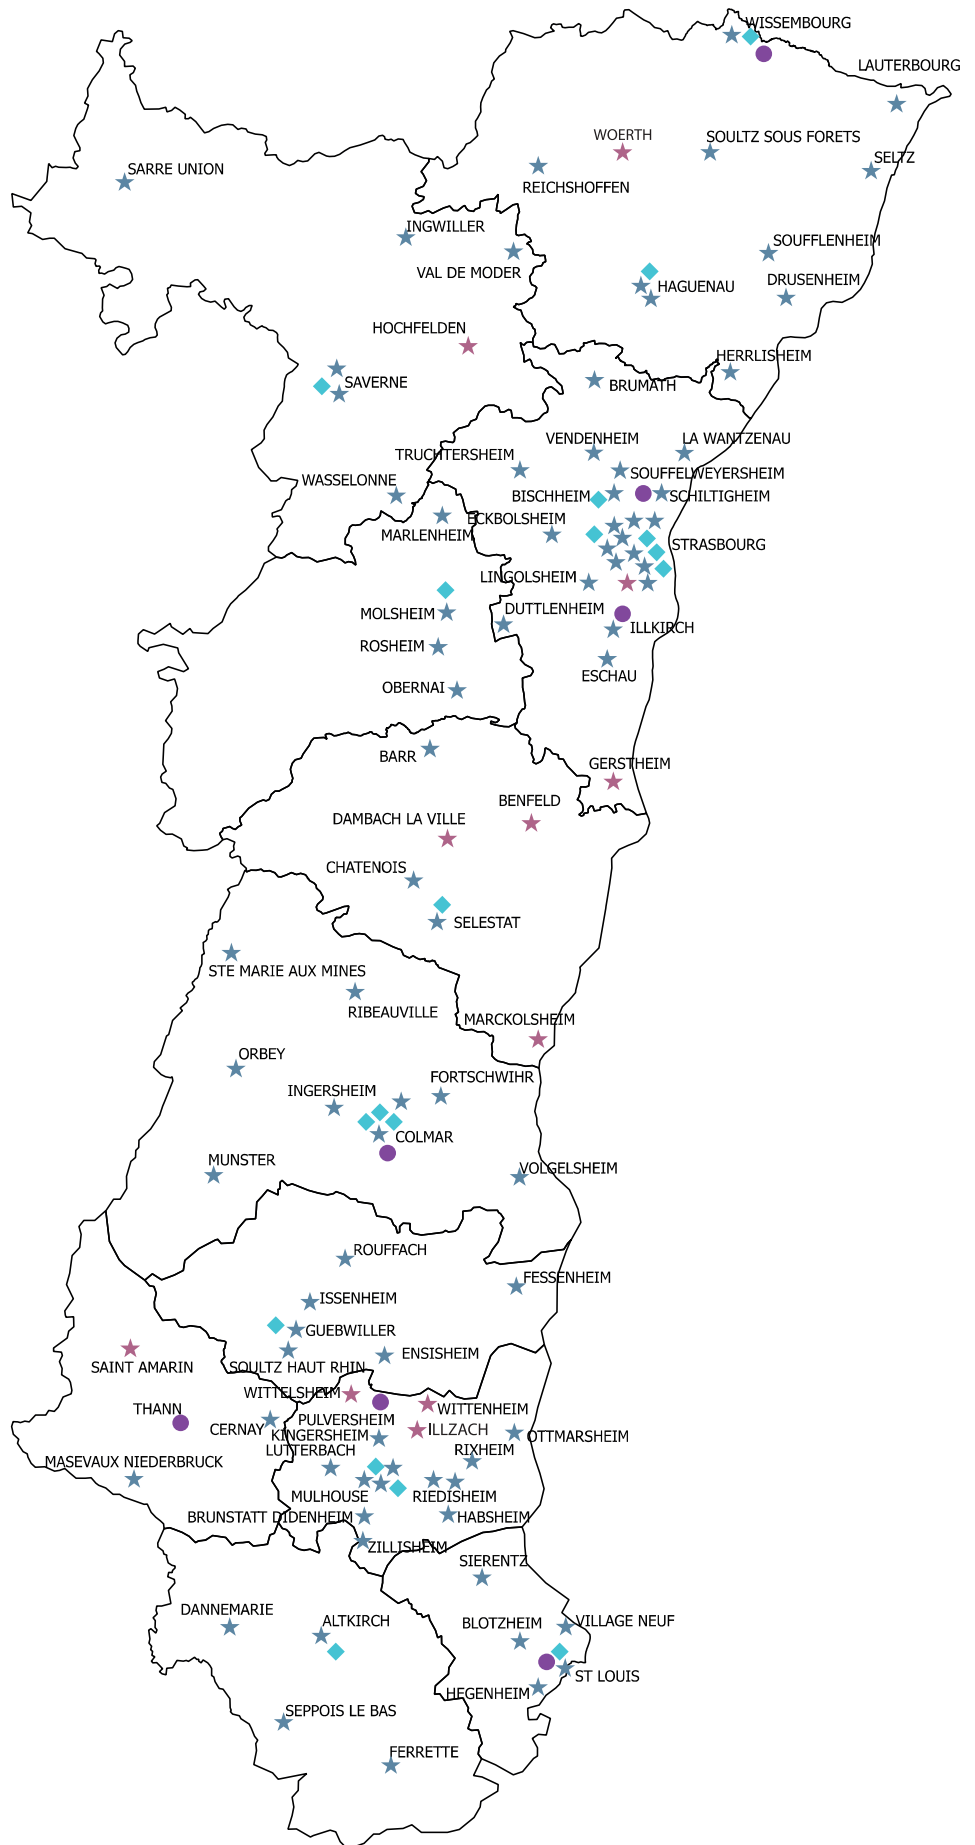 WISSEMBOURG
LAUTERBOURG
WOERTH
SOULTZ SOUS FORETS
SELTZ
SARRE UNION
REICHSHOFFEN
INGWILLER
SOUFFLENHEIM
VAL DE MODER
DRUSENHEIM
HAGUENAU
HOCHFELDEN
HERRLISHEIM
SAVERNE
BRUMATH
VENDENHEIM
LA WANTZENAU
TRUCHTERSHEIM
SOUFFELWEYERSHEIM
WASSELONNE
BISCHHEIM
SCHILTIGHEIM
ECKBOLSHEIM
MARLENHEIM
STRASBOURG
LINGOLSHEIM
DUTTLENHEIM
MOLSHEIM
ILLKIRCH
ROSHEIM
ESCHAU
OBERNAI
BARR
GERSTHEIM
BENFELD
DAMBACH LA VILLE
CHATENOIS
SELESTAT
STE MARIE AUX MINES
RIBEAUVILLE
MARCKOLSHEIM
ORBEY
FORTSCHWIHR
INGERSHEIM
COLMAR
MUNSTER
VOLGELSHEIM
ROUFFACH
FESSENHEIM
ISSENHEIM
GUEBWILLER
ENSISHEIM
SAINT AMARIN
SOULTZ HAUT RHIN
WITTELSHEIM
THANN
WITTENHEIM
PULVERSHEIM
CERNAY
ILLZACH
KINGERSHEIM
OTTMARSHEIM
LUTTERBACH
RIXHEIM
MASEVAUX NIEDERBRUCK
MULHOUSE
RIEDISHEIM
BRUNSTATT DIDENHEIM
HABSHEIM
ZILLISHEIM
SIERENTZ
DANNEMARIE
ALTKIRCH
BLOTZHEIM
VILLAGE NEUF
ST LOUIS
HEGENHEIM
SEPPOIS LE BAS
FERRETTE